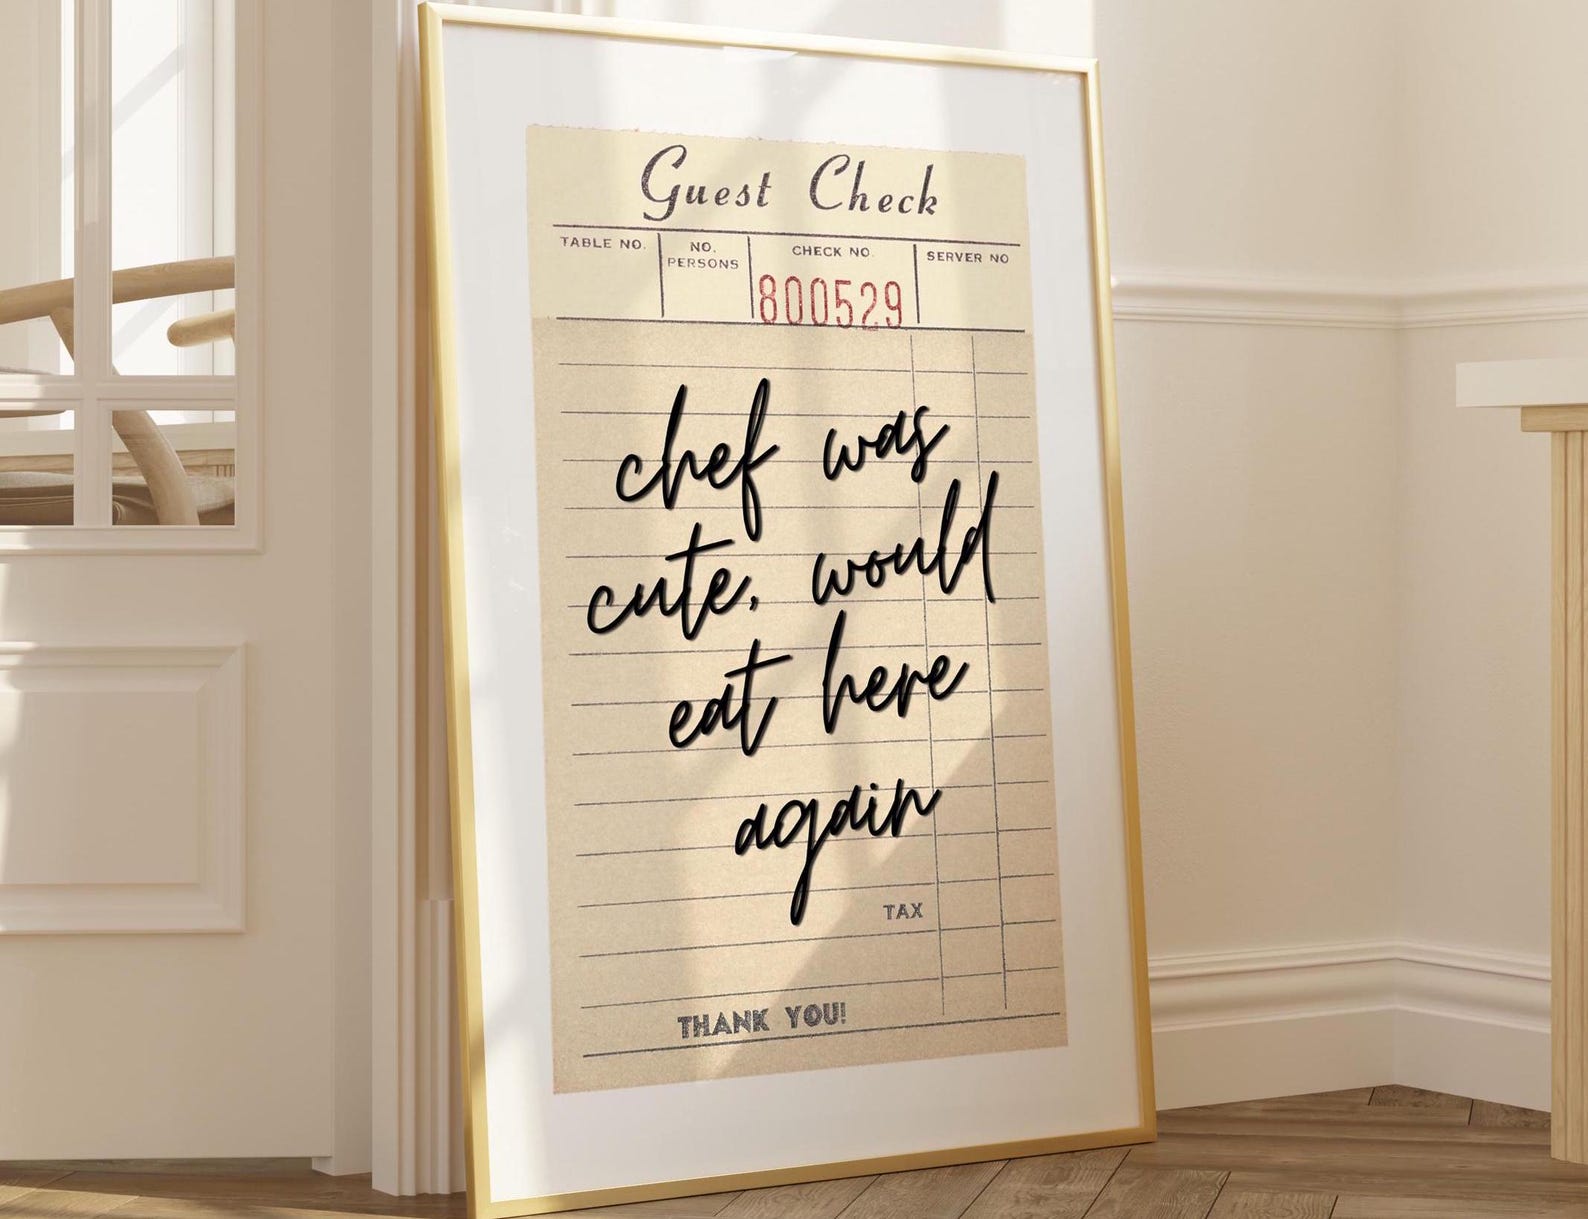 Guest Check
TABLE NO.
NO.
PERSONS
CHECK NO.
SERVER NO
800529
chef was
cute, would
eat here
again
TAX
THANK YOU!